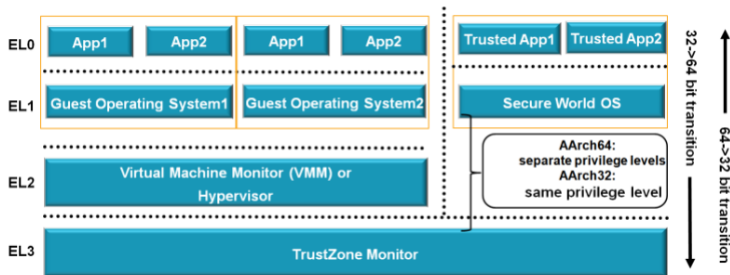 EL0
App1
App2
App1
App2
Trusted App1
Trusted App2
EL1
Guest Operating System1
Guest Operating System2
Secure World OS
AArch64:
separate privilege levels
AArch32:
same privilege level
EL2
Virtual Machine Monitor (VMM) or
Hypervisor
EL3
TrustZone Monitor
32->64 bit transition
64->32 bit transition